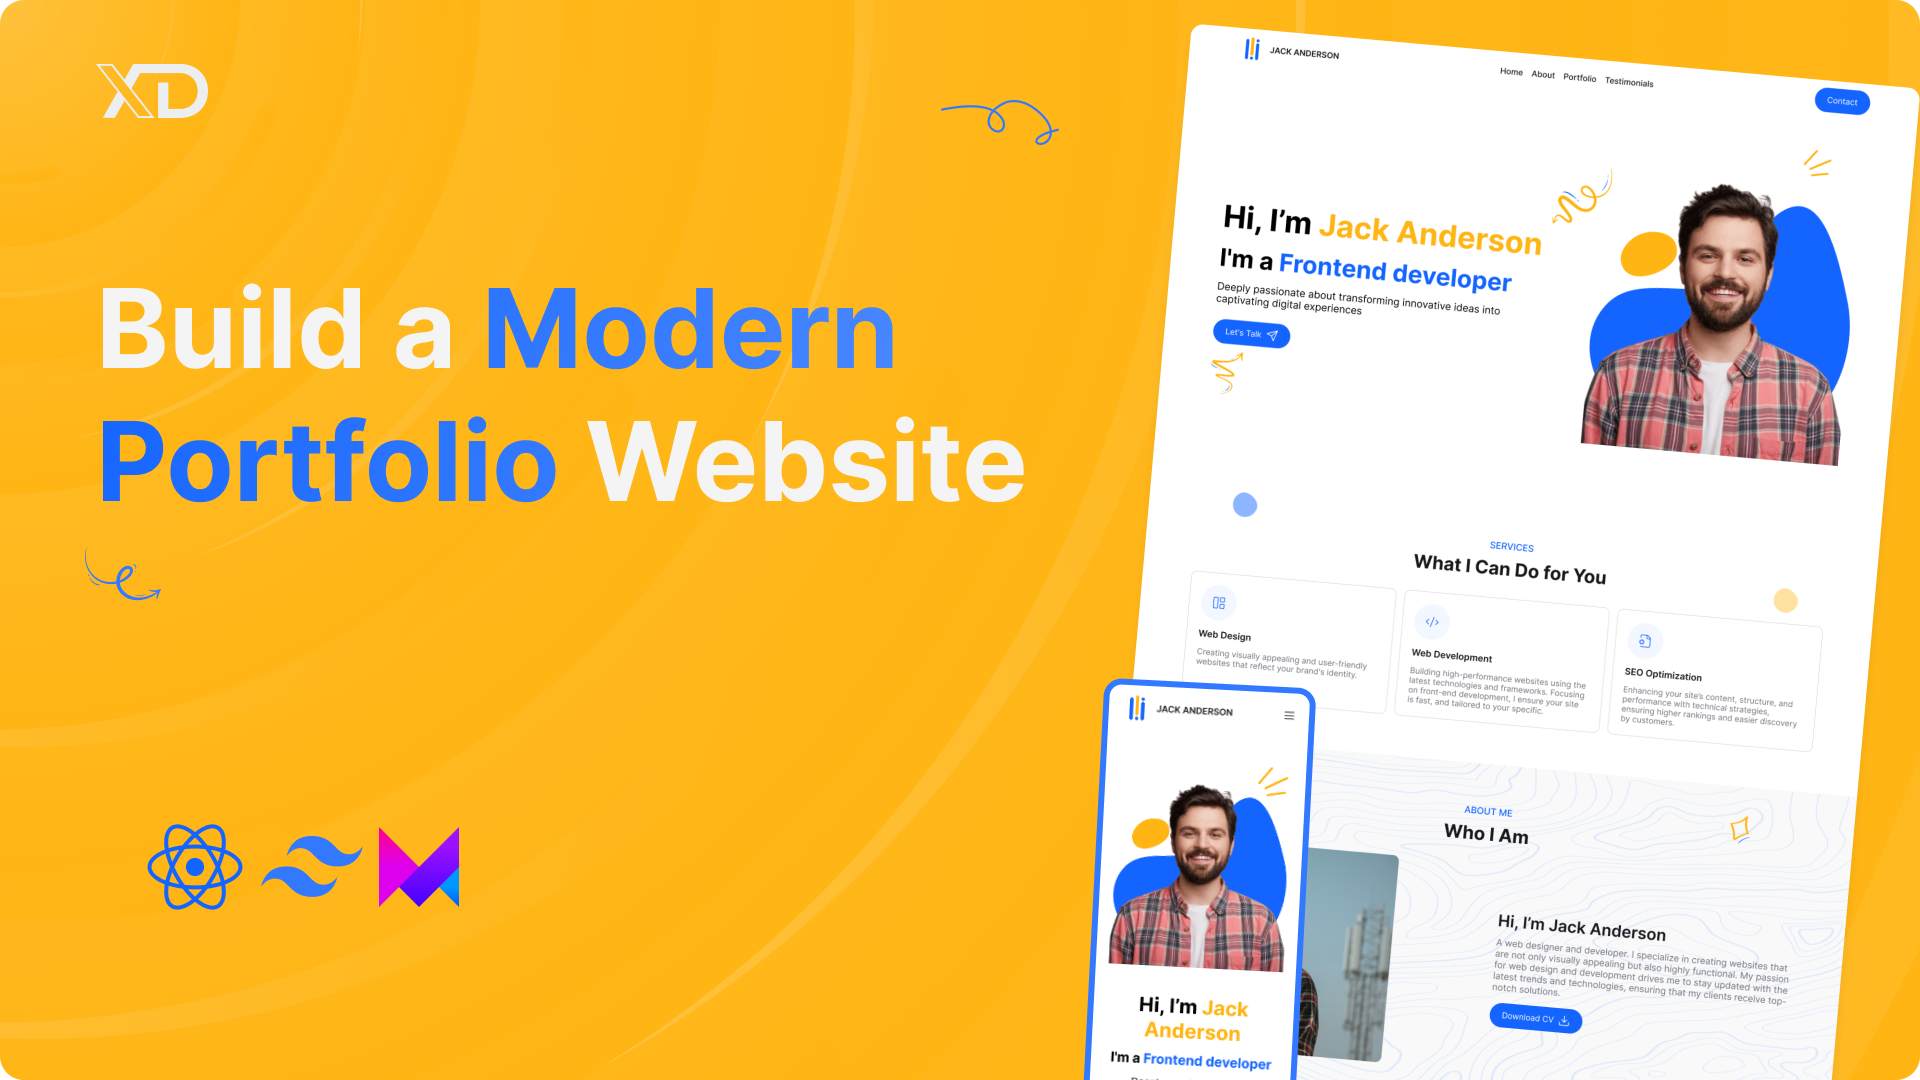 XD
Build a Modern
Portfolio Website
JACK ANDERSON
Home About Portfolio Testimonials
Contact
Hi, I’m Jack Anderson
I'm a Frontend developer
Deeply passionate about transforming innovative ideas into
captivating digital experiences
Let's Talk
SERVICES
What I Can Do for You
Web Design
Creating visually appealing and user-friendly
websites that reflect your brand's identity.
Web Development
Building high-performance websites using the
latest technologies and frameworks. Focusing
on front-end development, I ensure your site
is fast, and tailored to your specific.
SEO Optimization
Enhancing your site’s content, structure, and
performance with technical strategies,
ensuring higher rankings and easier discovery
by customers.
ABOUT ME
Who I Am
Hi, I’m Jack Anderson
A web designer and developer. I specialize in creating websites that
are not only visually appealing but also highly functional. My passion
for web design and development drives me to stay updated with the
latest trends and technologies, ensuring that my clients receive top-
notch solutions.
Download CV
JACK ANDERSON
Hi, I’m Jack
Anderson
I'm a Frontend developer